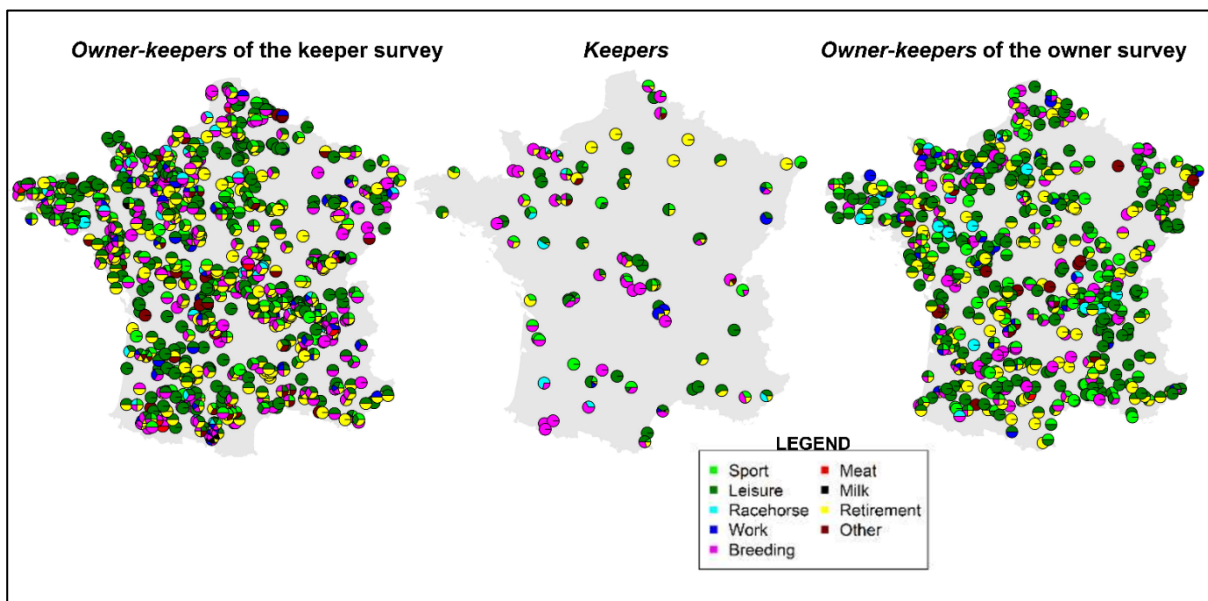 Owner-keepers of the keeper survey
Keepers
Owner-keepers of the owner survey
LEGEND
Sport
Leisure
Racehorse
Work
Breeding
Meat
Milk
Retirement
Other